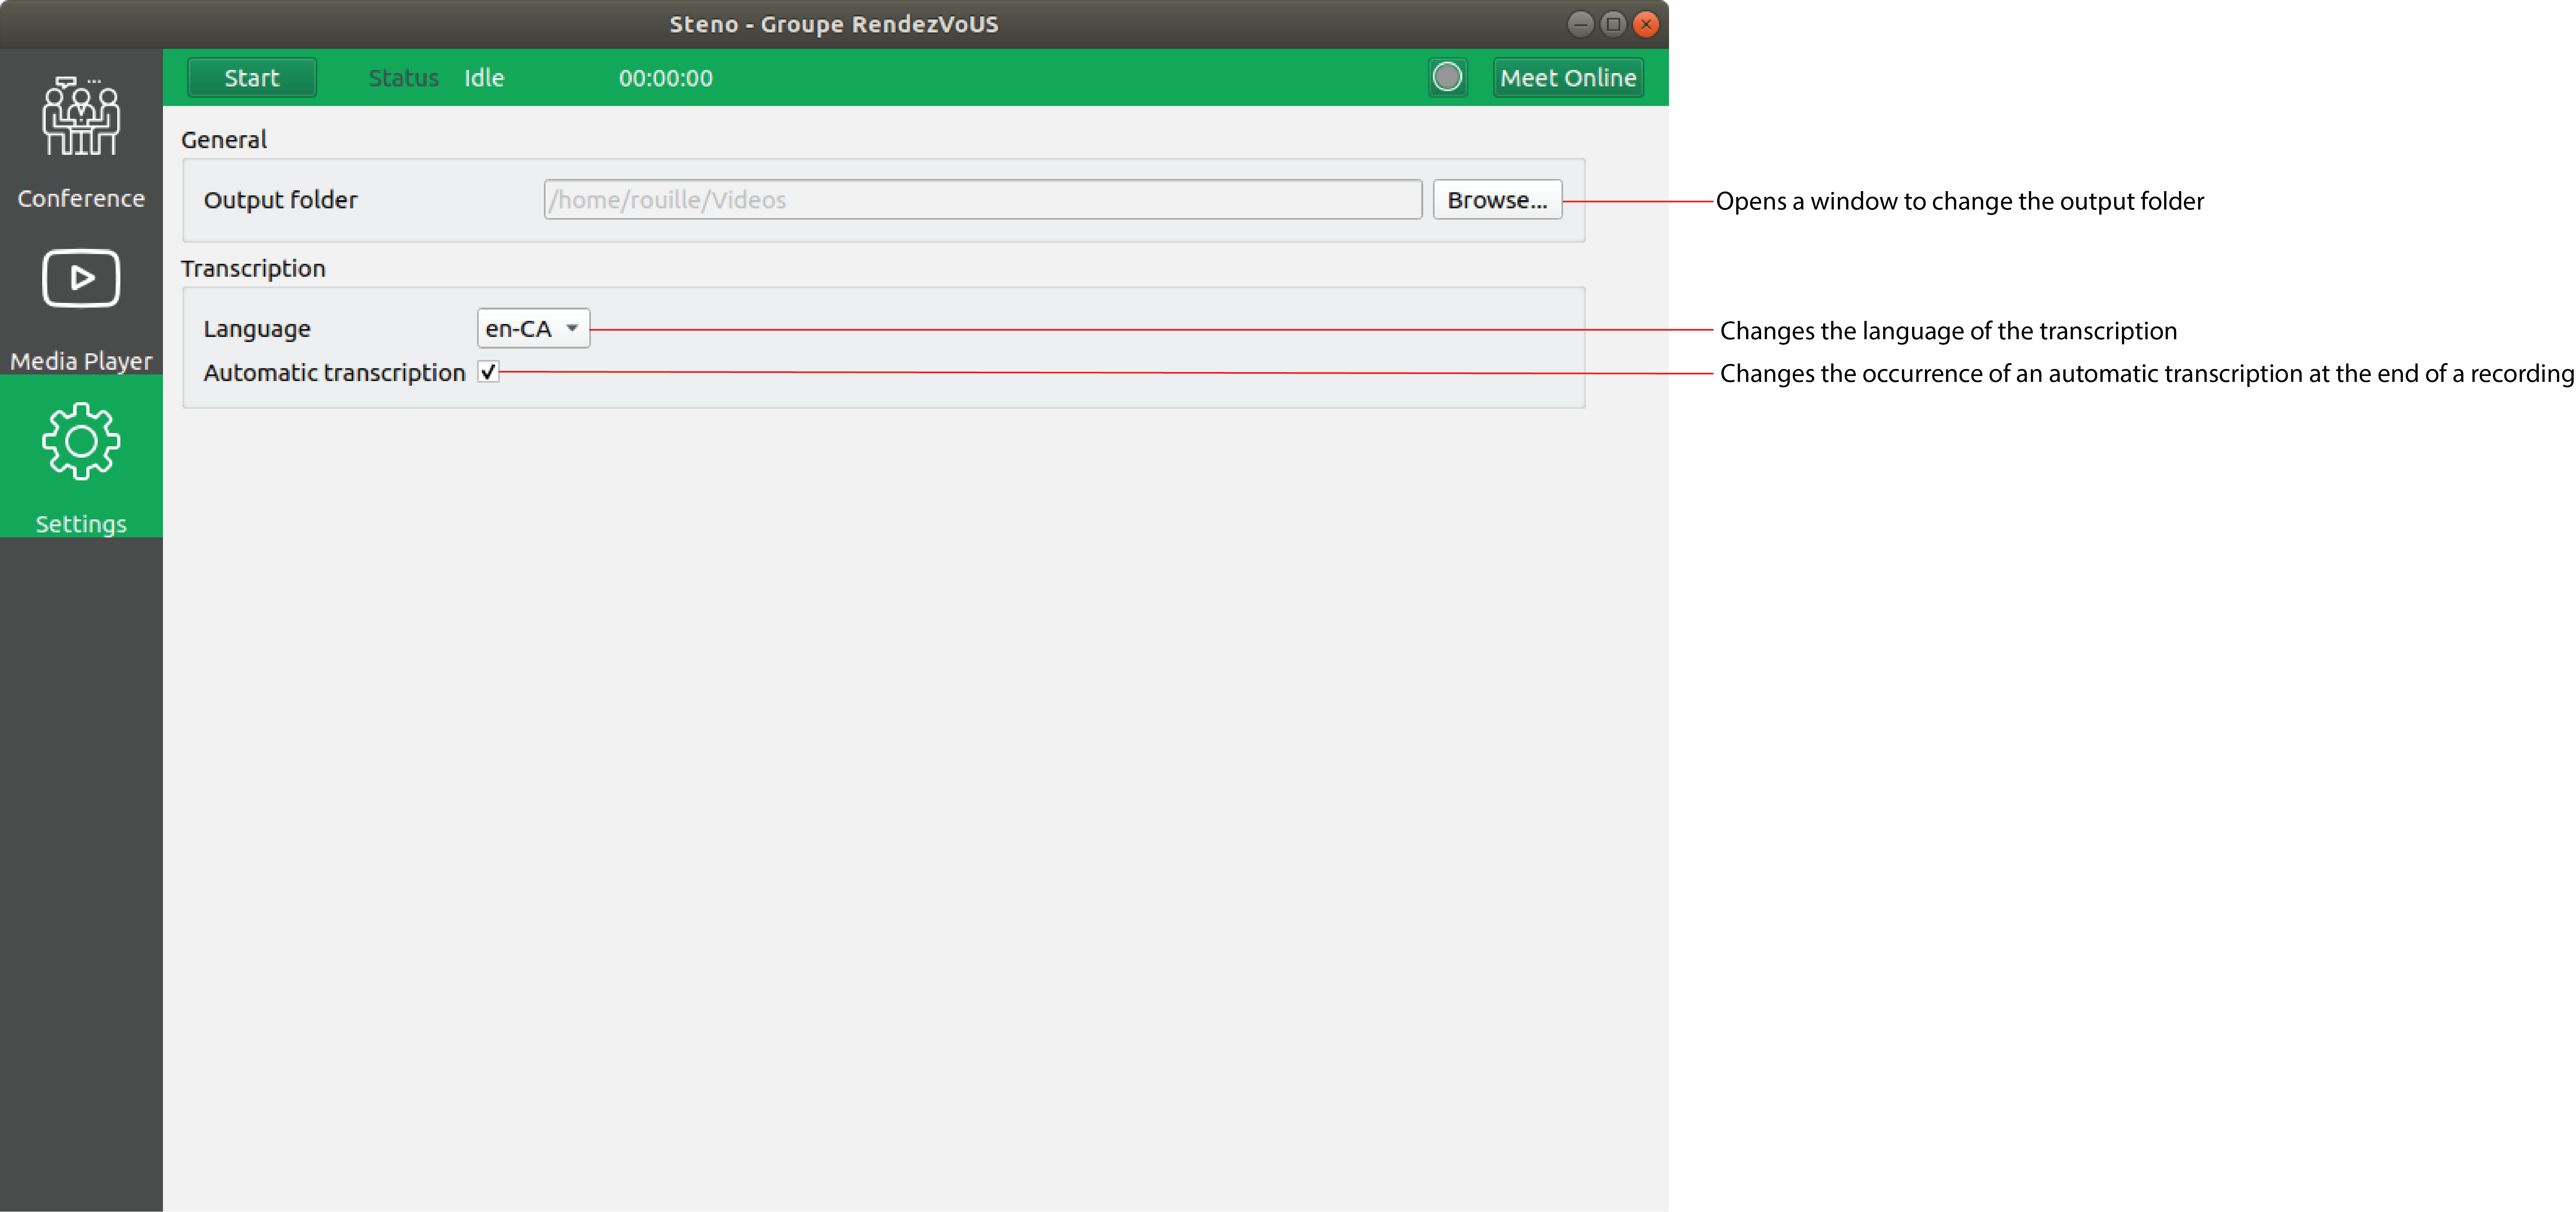 Steno - Groupe RendezVoUS
Start Status Idle 00:00:00 Meet Online
Conference
Media Player
Settings
General
Output folder /home/rouille/Videos Browse... Opens a window to change the output folder
Transcription
Language en-CA Changes the language of the transcription
Automatic transcription Changes the occurrence of an automatic transcription at the end of a recording